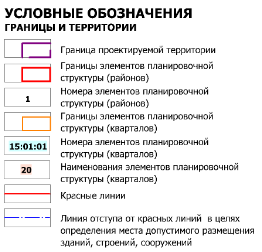 УСЛОВНЫЕ ОБОЗНАЧЕНИЯ
ГРАНИЦЫ И ТЕРРИТОРИИ
Граница проектируемой территории
Границы элементов планировочной
структуры (районов)
1
Номера элементов планировочной
структуры (районов)
Границы элементов планировочной
структуры (кварталов)
15:01:01
Номера элементов планировочной
структуры (кварталов)
20
Наименования элементов планировочной
структуры (кварталов)
Красные линии
Линия отступа от красных линий в целях
определения места допустимого размещения
зданий, строений, сооружений